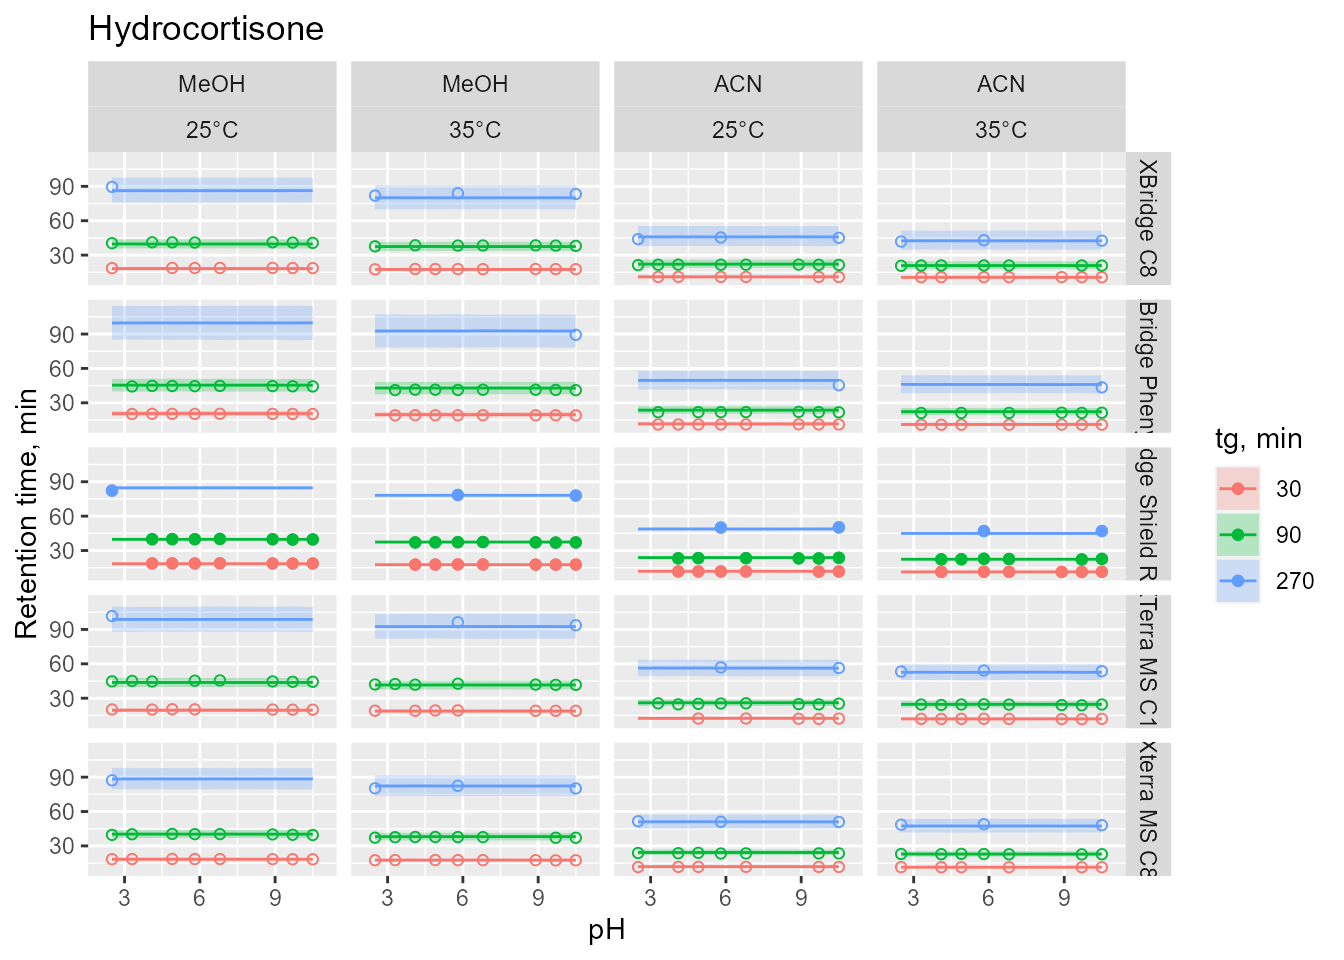 Hydrocortisone
MeOH MeOH ACN ACN
25°C 35°C 25°C 35°C
90
60
30
XBridge C8
90
60
30
Bridge Pheny
90
60
30
dge Shield R
90
60
30
Terra MS C1
90
60
30
Xterra MS C8
3 6 9 3 6 9 3 6 9 3 6 9
pH
Retention time, min
tg, min
30
90
270